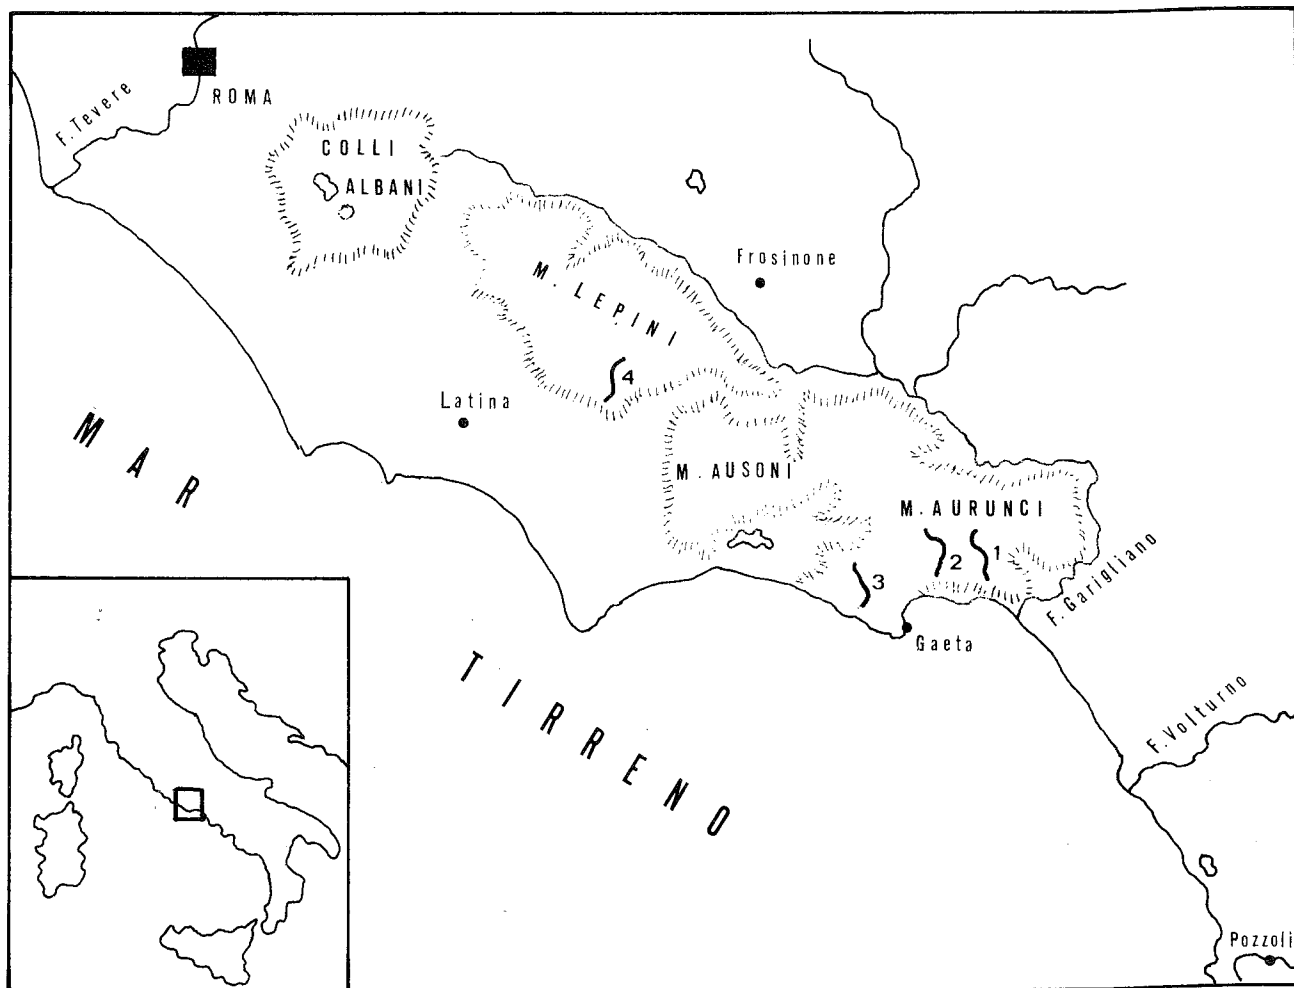 ROMA
F. Tevere
COLLI
ALBANI
M. LEPINI
Frosinone
4
Latina
M. AUSONI
M. AURUNCI
1
2
3
F. Garigliano
Gaeta
MAR
TIRRENO
F. Volturno
Pozzoli